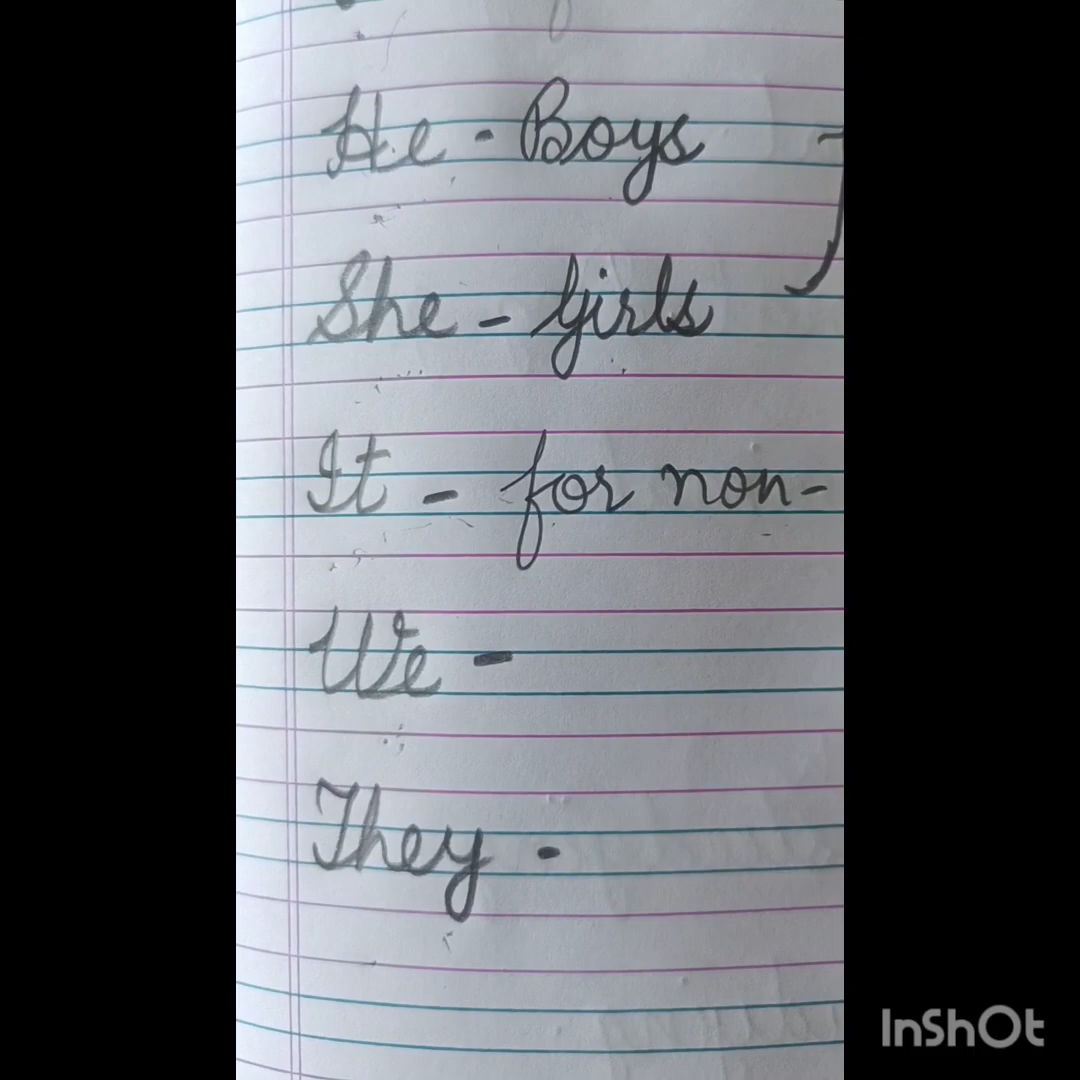 He - Boys
She - Girls
It - for non-
We -
They -
InShOt